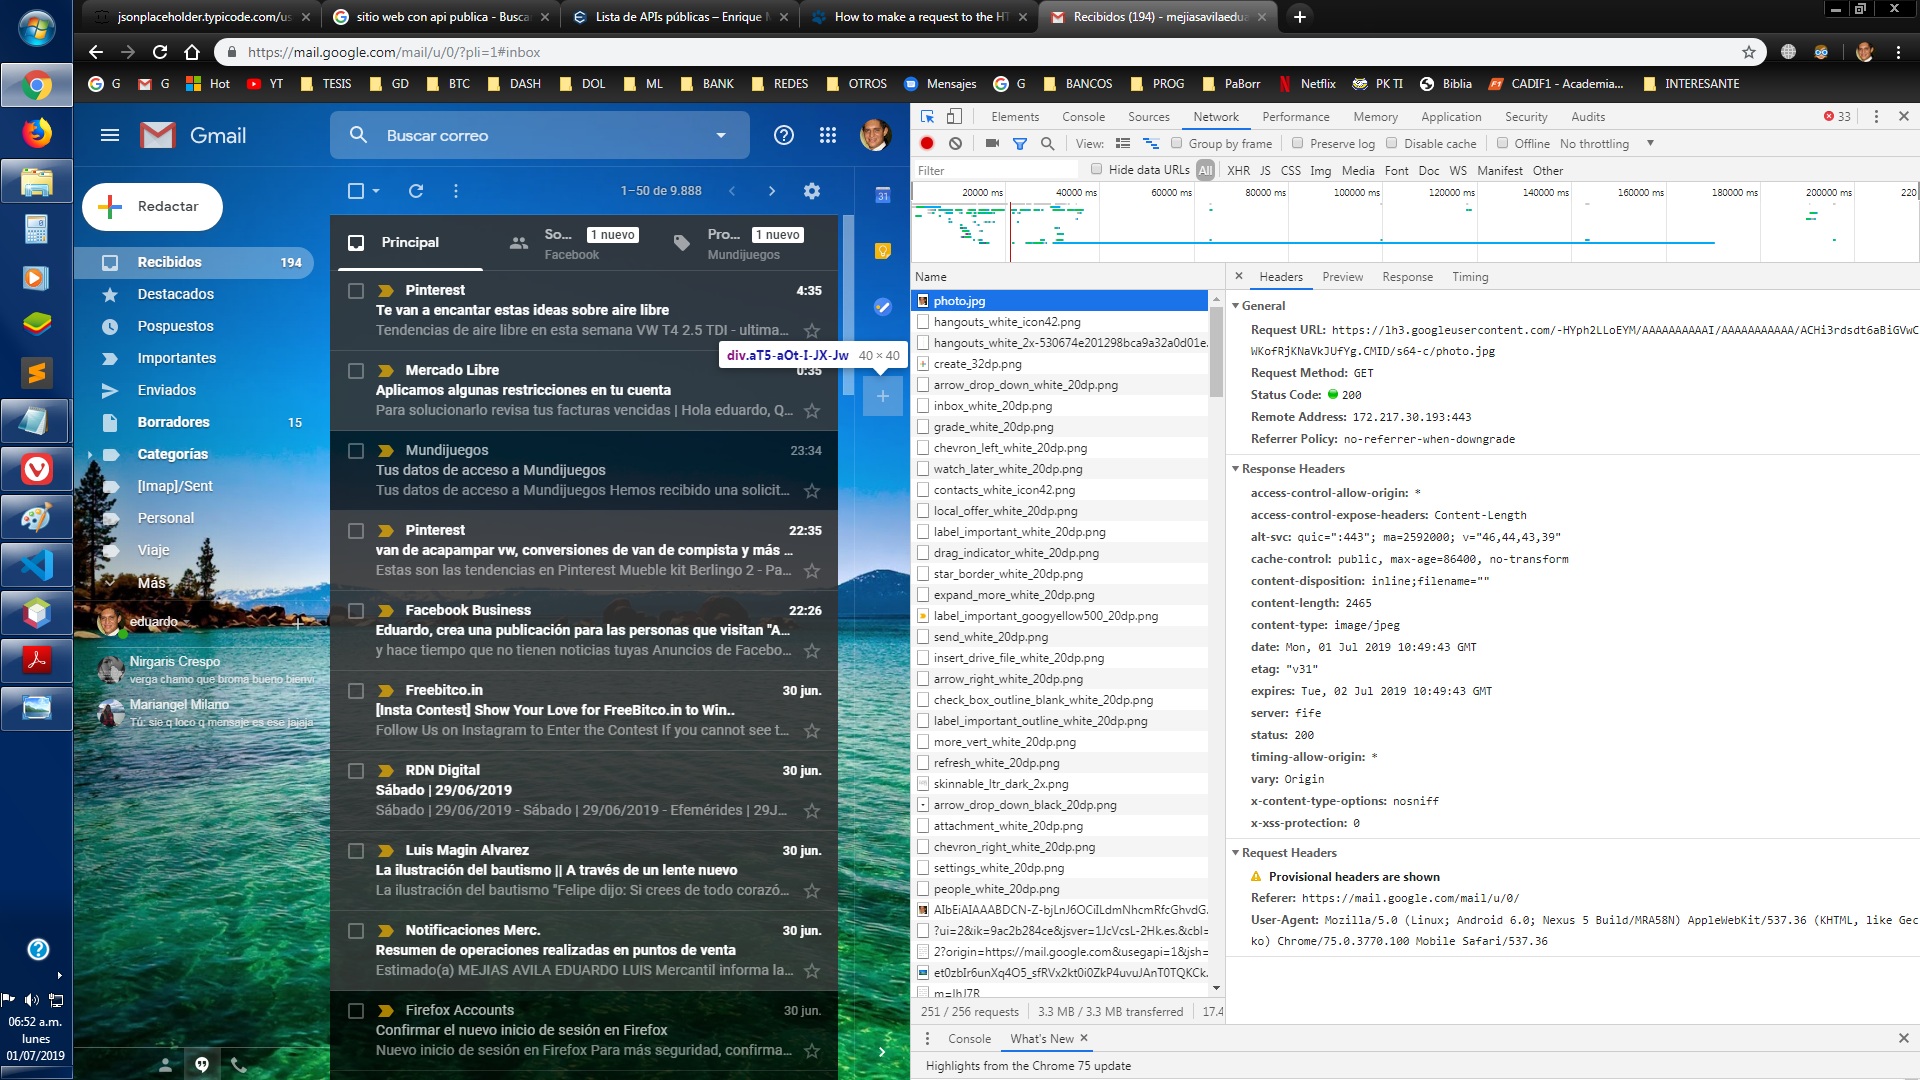 jsonplaceholder.typicode.com/us
sitio web con api publica - Busca
Lista de APIs públicas – Enrique
How to make a request to the HT
Recibidos (194) - mejiasavilaedua
https://mail.google.com/mail/u/0/?pli=1#inbox
G
G
Hot
YT
TESIS
GD
BTC
DASH
DOL
ML
BANK
REDES
OTROS
Mensajes
G
BANCOS
PROG
PaBorr
Netflix
PK TI
Biblia
CADIF1 - Academia...
INTERESANTE
Gmail
Buscar correo
Redactar
1–50 de 9.888
Recibidos 194
Destacados
Pospuestos
Importantes
Enviados
Borradores 15
Categorías
[Imap]/Sent
Personal
Viaje
Más
eduardo
Nirgaris Crespo
verga chamo que broma bueno bienvr
Mariangel Milano
Tú: sie q loco q mensaje es ese jajaja
Principal
So... 1 nuevo
Facebook
Pro... 1 nuevo
Mundijuegos
Pinterest 4:35
Te van a encantar estas ideas sobre aire libre
Tendencias de aire libre en esta semana VW T4 2.5 TDI - ultima...
div.aT5-aOt-I-JX-Jw 40 × 40
Mercado Libre 0:35
Aplicamos algunas restricciones en tu cuenta
Para solucionarlo revisa tus facturas vencidas | Hola eduardo, Q...
Mundijuegos 23:34
Tus datos de acceso a Mundijuegos
Tus datos de acceso a Mundijuegos Hemos recibido una solicit...
Pinterest 22:35
van de acapampar vw, conversiones de van de compista y más ...
Estas son las tendencias en Pinterest Mueble kit Berlingo 2 - Pa...
Facebook Business 22:26
Eduardo, crea una publicación para las personas que visitan "A...
y hace tiempo que no tienen noticias tuyas Anuncios de Facebo...
Freebitco.in 30 jun.
[Insta Contest] Show Your Love for FreeBitco.in to Win..
Follow Us on Instagram to Enter the Contest If you cannot see t...
RDN Digital 30 jun.
Sábado | 29/06/2019
Sábado | 29/06/2019 - Sábado | 29/06/2019 - Efemérides | 29J...
Luis Magin Alvarez 30 jun.
La ilustración del bautismo || A través de un lente nuevo
La ilustración del bautismo "Felipe dijo: Si crees de todo corazó...
Notificaciones Merc. 30 jun.
Resumen de operaciones realizadas en puntos de venta
Estimado(a) MEJIAS AVILA EDUARDO LUIS Mercantil informa la...
Firefox Accounts 30 jun.
Confirmar el nuevo inicio de sesión en Firefox
Nuevo inicio de sesión en Firefox Para más seguridad, confirma...
31
Elements Console Sources Network Performance Memory Application Security Audits 33
View: Group by frame Preserve log Disable cache Offline No throttling
Filter Hide data URLs All XHR JS CSS Img Media Font Doc WS Manifest Other
20000 ms 40000 ms 60000 ms 80000 ms 100000 ms 120000 ms 140000 ms 160000 ms 180000 ms 200000 ms 220
Name
photo.jpg
hangouts_white_icon42.png
hangouts_white_2x-530674e201298bca9a32a0d01e.
create_32dp.png
arrow_drop_down_white_20dp.png
inbox_white_20dp.png
grade_white_20dp.png
chevron_left_white_20dp.png
watch_later_white_20dp.png
contacts_white_icon42.png
local_offer_white_20dp.png
label_important_white_20dp.png
drag_indicator_white_20dp.png
star_border_white_20dp.png
expand_more_white_20dp.png
label_important_googyellow500_20dp.png
send_white_20dp.png
insert_drive_file_white_20dp.png
arrow_right_white_20dp.png
check_box_outline_blank_white_20dp.png
label_important_outline_white_20dp.png
more_vert_white_20dp.png
refresh_white_20dp.png
skinnable_ltr_dark_2x.png
arrow_drop_down_black_20dp.png
attachment_white_20dp.png
chevron_right_white_20dp.png
settings_white_20dp.png
people_white_20dp.png
AIbEiAIAAABDCN-Z-bjLnJ6OCiILdmNhcmRfcGhvdG.
?ui=2&ik=9ac2b284ce&jsver=1JcVcsL-2Hk.es.&cbl=
2?origin=https://mail.google.com&usegapi=1&jsh=
et0zbIr6unXq4O5_sfRVx2kt0i0ZkP4uvuJAnT0TQKCk.
m=IhJ7R
251 / 256 requests 3.3 MB / 3.3 MB transferred 17.4
Headers Preview Response Timing
General
Request URL: https://lh3.googleusercontent.com/-HYph2LLoEYM/AAAAAAAAAAI/AAAAAAAAAAA/ACHi3rdsdt6aBiGVwC
WKofRjKNaVkJUfYg.CMID/s64-c/photo.jpg
Request Method: GET
Status Code: 200
Remote Address: 172.217.30.193:443
Referrer Policy: no-referrer-when-downgrade
Response Headers
access-control-allow-origin: *
access-control-expose-headers: Content-Length
alt-svc: quic=":443"; ma=2592000; v="46,44,43,39"
cache-control: public, max-age=86400, no-transform
content-disposition: inline;filename=""
content-length: 2465
content-type: image/jpeg
date: Mon, 01 Jul 2019 10:49:43 GMT
etag: "v31"
expires: Tue, 02 Jul 2019 10:49:43 GMT
server: fife
status: 200
timing-allow-origin: *
vary: Origin
x-content-type-options: nosniff
x-xss-protection: 0
Request Headers
Provisional headers are shown
Referer: https://mail.google.com/mail/u/0/
User-Agent: Mozilla/5.0 (Linux; Android 6.0; Nexus 5 Build/MRA58N) AppleWebKit/537.36 (KHTML, like Gec
ko) Chrome/75.0.3770.100 Mobile Safari/537.36
Console What's New
Highlights from the Chrome 75 update
06:52 a.m.
lunes
01/07/2019